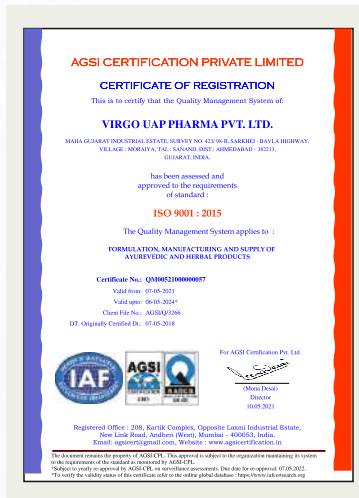 AGSI CERTIFICATION PRIVATE LIMITED
CERTIFICATE OF REGISTRATION
This is to certify that the Quality Management System of:
VIRGO UAP PHARMA PVT. LTD.
MAHA GUJARAT INDUSTRIAL ESTATE, SURVEY NO. 423/ 98-B, SARKHEJ - BAVLA HIGHWAY,
VILLAGE : MORAIYA, TAL : SANAND, DIST.: AHMEDABAD - 382213,
GUJARAT, INDIA.
has been assessed and
approved to the requirements
of standard :
ISO 9001 : 2015
The Quality Management System applies to :
FORMULATION, MANUFACTURING AND SUPPLY OF
AYUREVEDIC AND HERBAL PRODUCTS
Certificate No.: QM00521000000057
Valid from: 07-05-2021
Valid upto: 06-05-2024*
Client File No.: AGSI/Q/3266
DT. Originally Certified Dt.: 07-05-2018
For AGSI Certification Pvt. Ltd.
IAF
AGSI
(Mona Desai)
Director
10.05.2021
Registered Office : 208, Kartik Complex, Opposite Laxmi Industrial Estate,
New Link Road, Andheri (West), Mumbai - 400053, India.
Email: agsicert@gmail.com, Website : www.agsicertification.in
The document remains the property of AGSI-CPL. This approval is subject to the organization maintaining its system
to the requirements of the standard as monitored by AGSI-CPL.
*Subject to yearly re-approval by AGSI-CPL on surveillance assessments. Due date for re-approval: 07.05.2022.
*To verify the validity status of this certificate refer to the online global database : https://www.iafcertsearch.org